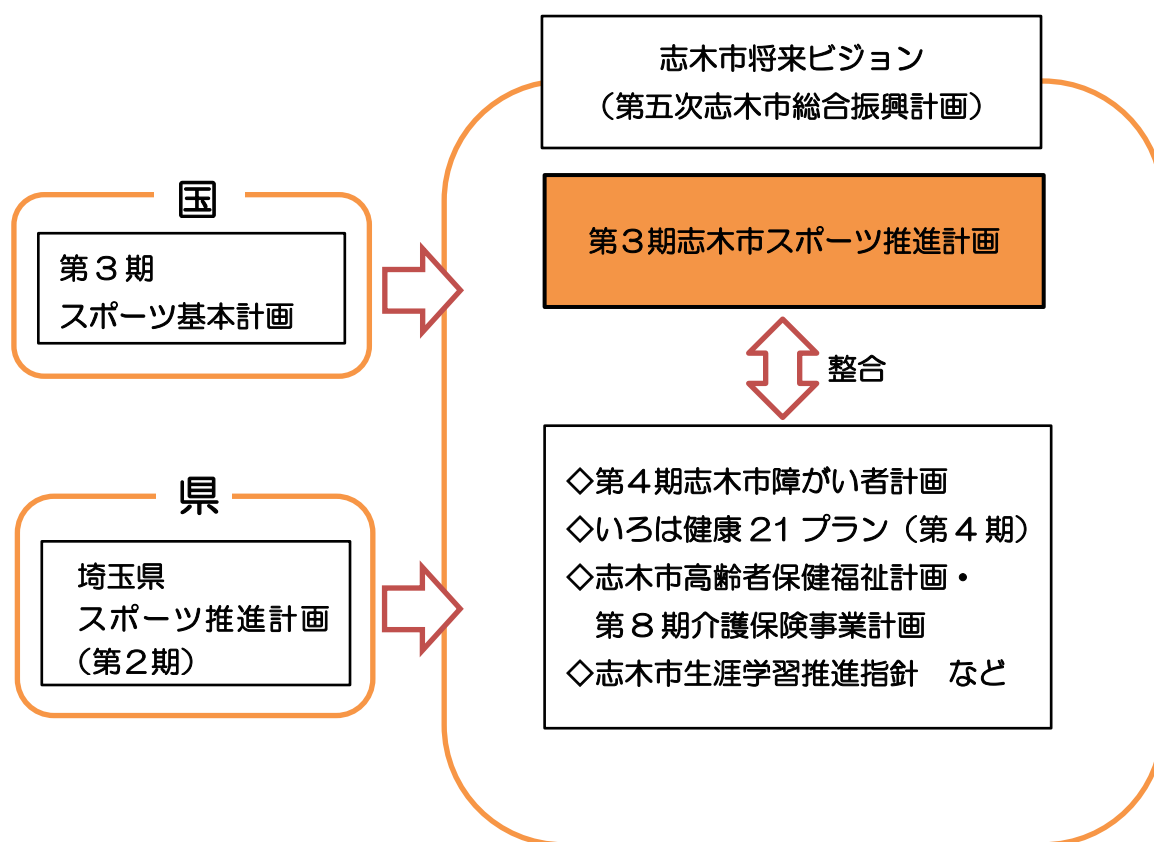 志木市将来ビジョン
（第五次志木市総合振興計画）
国
第３期
スポーツ基本計画
第３期志木市スポーツ推進計画
整合
県
埼玉県
スポーツ推進計画
（第２期）
◇第４期志木市障がい者計画
◇いろは健康 21 プラン（第 4 期）
◇志木市高齢者保健福祉計画・
第８期介護保険事業計画
◇志木市生涯学習推進指針　など